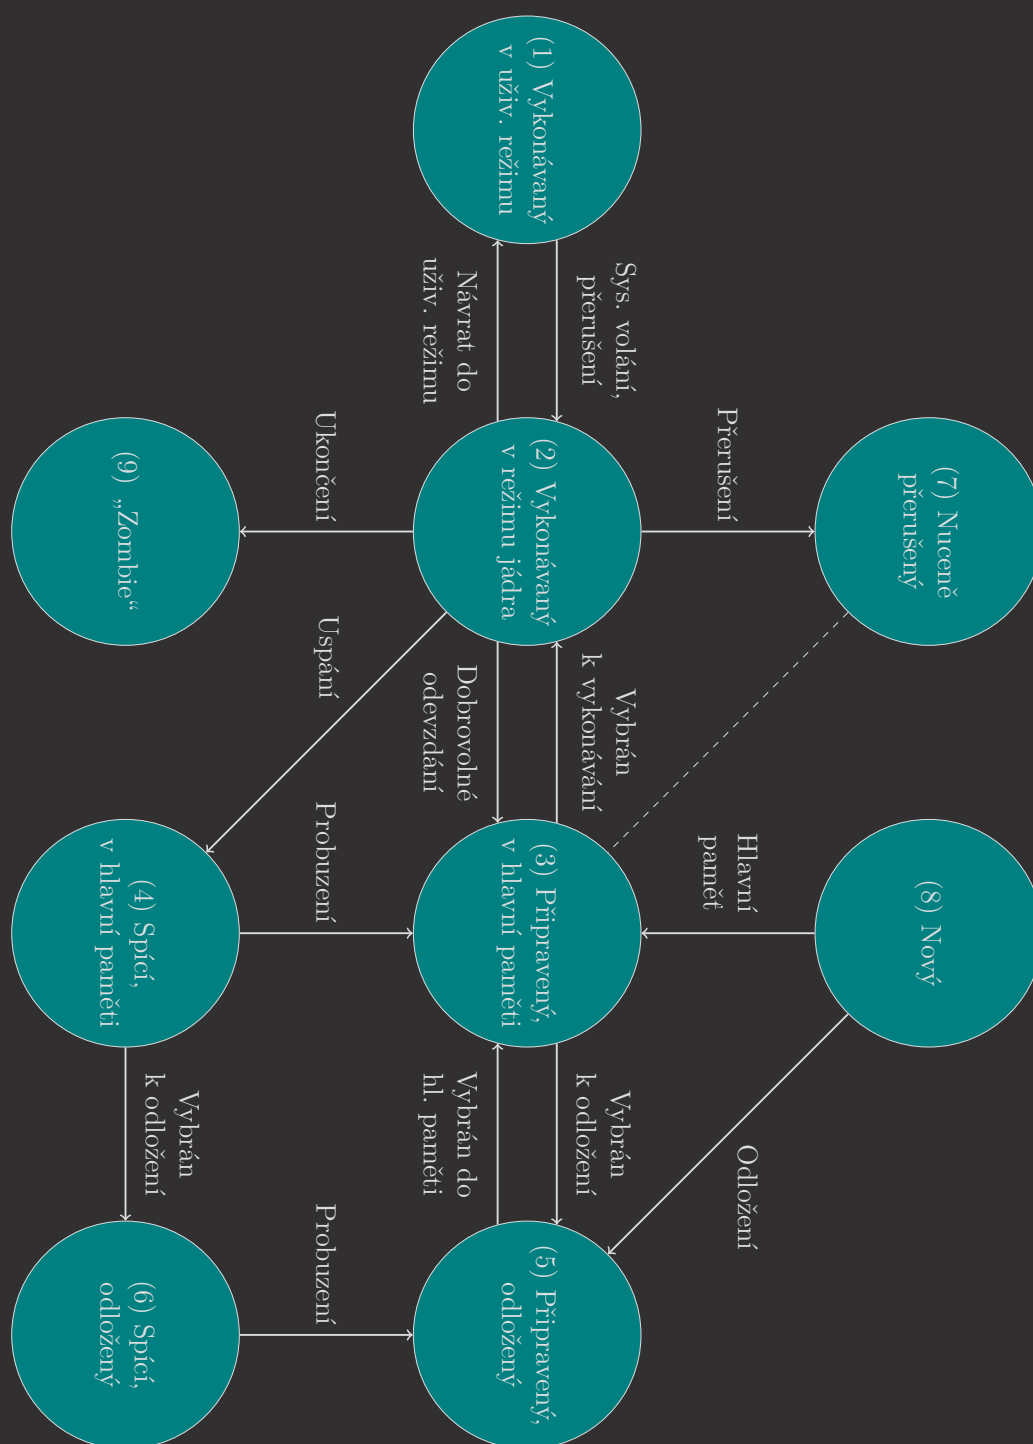 (1) Vykonávaný
v uživ. režimu
Sys. volání,
přerušení
Návrat do
uživ. režimu
(7) Nuceně
přerušený
Přerušení
(2) Vykonávaný
v režimu jádra
Ukončení
(9) „Zombie“
Vybrán
k vykonávání
Dobrovolné
odevzdání
Uspání
(8) Nový
Hlavní
paměť
(3) Připravený,
v hlavní paměti
Probuzení
(4) Spící,
v hlavní paměti
Odložení
Vybrán
k odložení
Vybrán do
hl. paměti
Vybrán
k odložení
(5) Připravený,
odložený
Probuzení
(6) Spící,
odložený